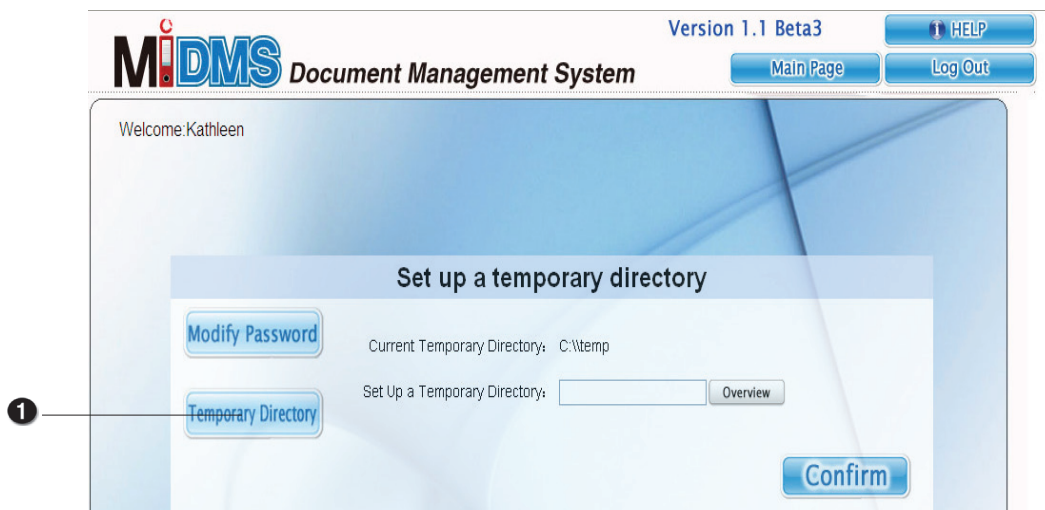 Version 1.1 Beta3
HELP
MiDMS Document Management System
Main Page
Log Out
Welcome:Kathleen
Set up a temporary directory
Modify Password
Current Temporary Directory: C:\\temp
Set Up a Temporary Directory:
Overview
1
Temporary Directory
Confirm